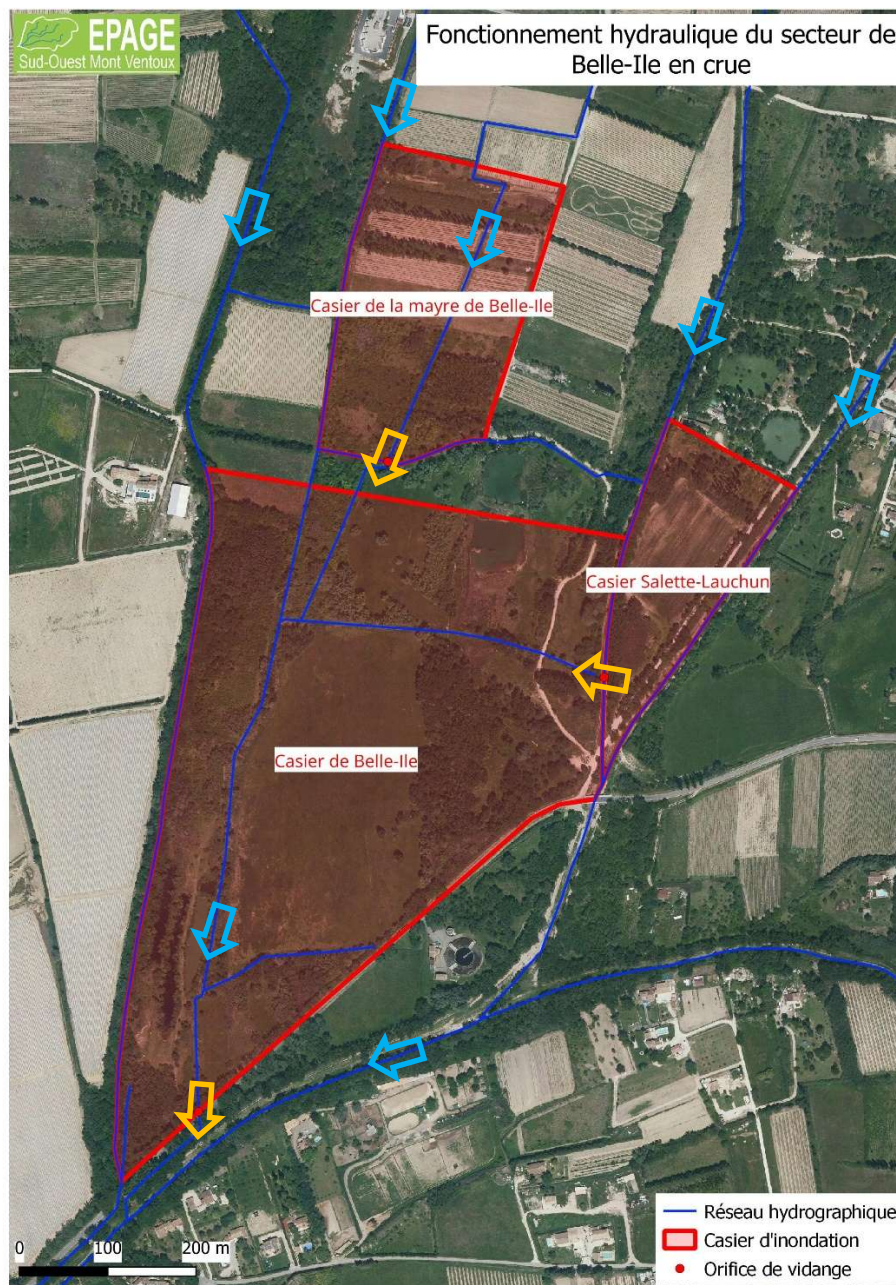 EPAGE
Sud-Ouest Mont Ventoux
Fonctionnement hydraulique du secteur de
Belle-Ile en crue
Casier de la mayre de Belle-Ile
Casier Salette-Lauchun
Casier de Belle-Ile
0 100 200 m
Réseau hydrographique
Casier d'inondation
Orifice de vidange